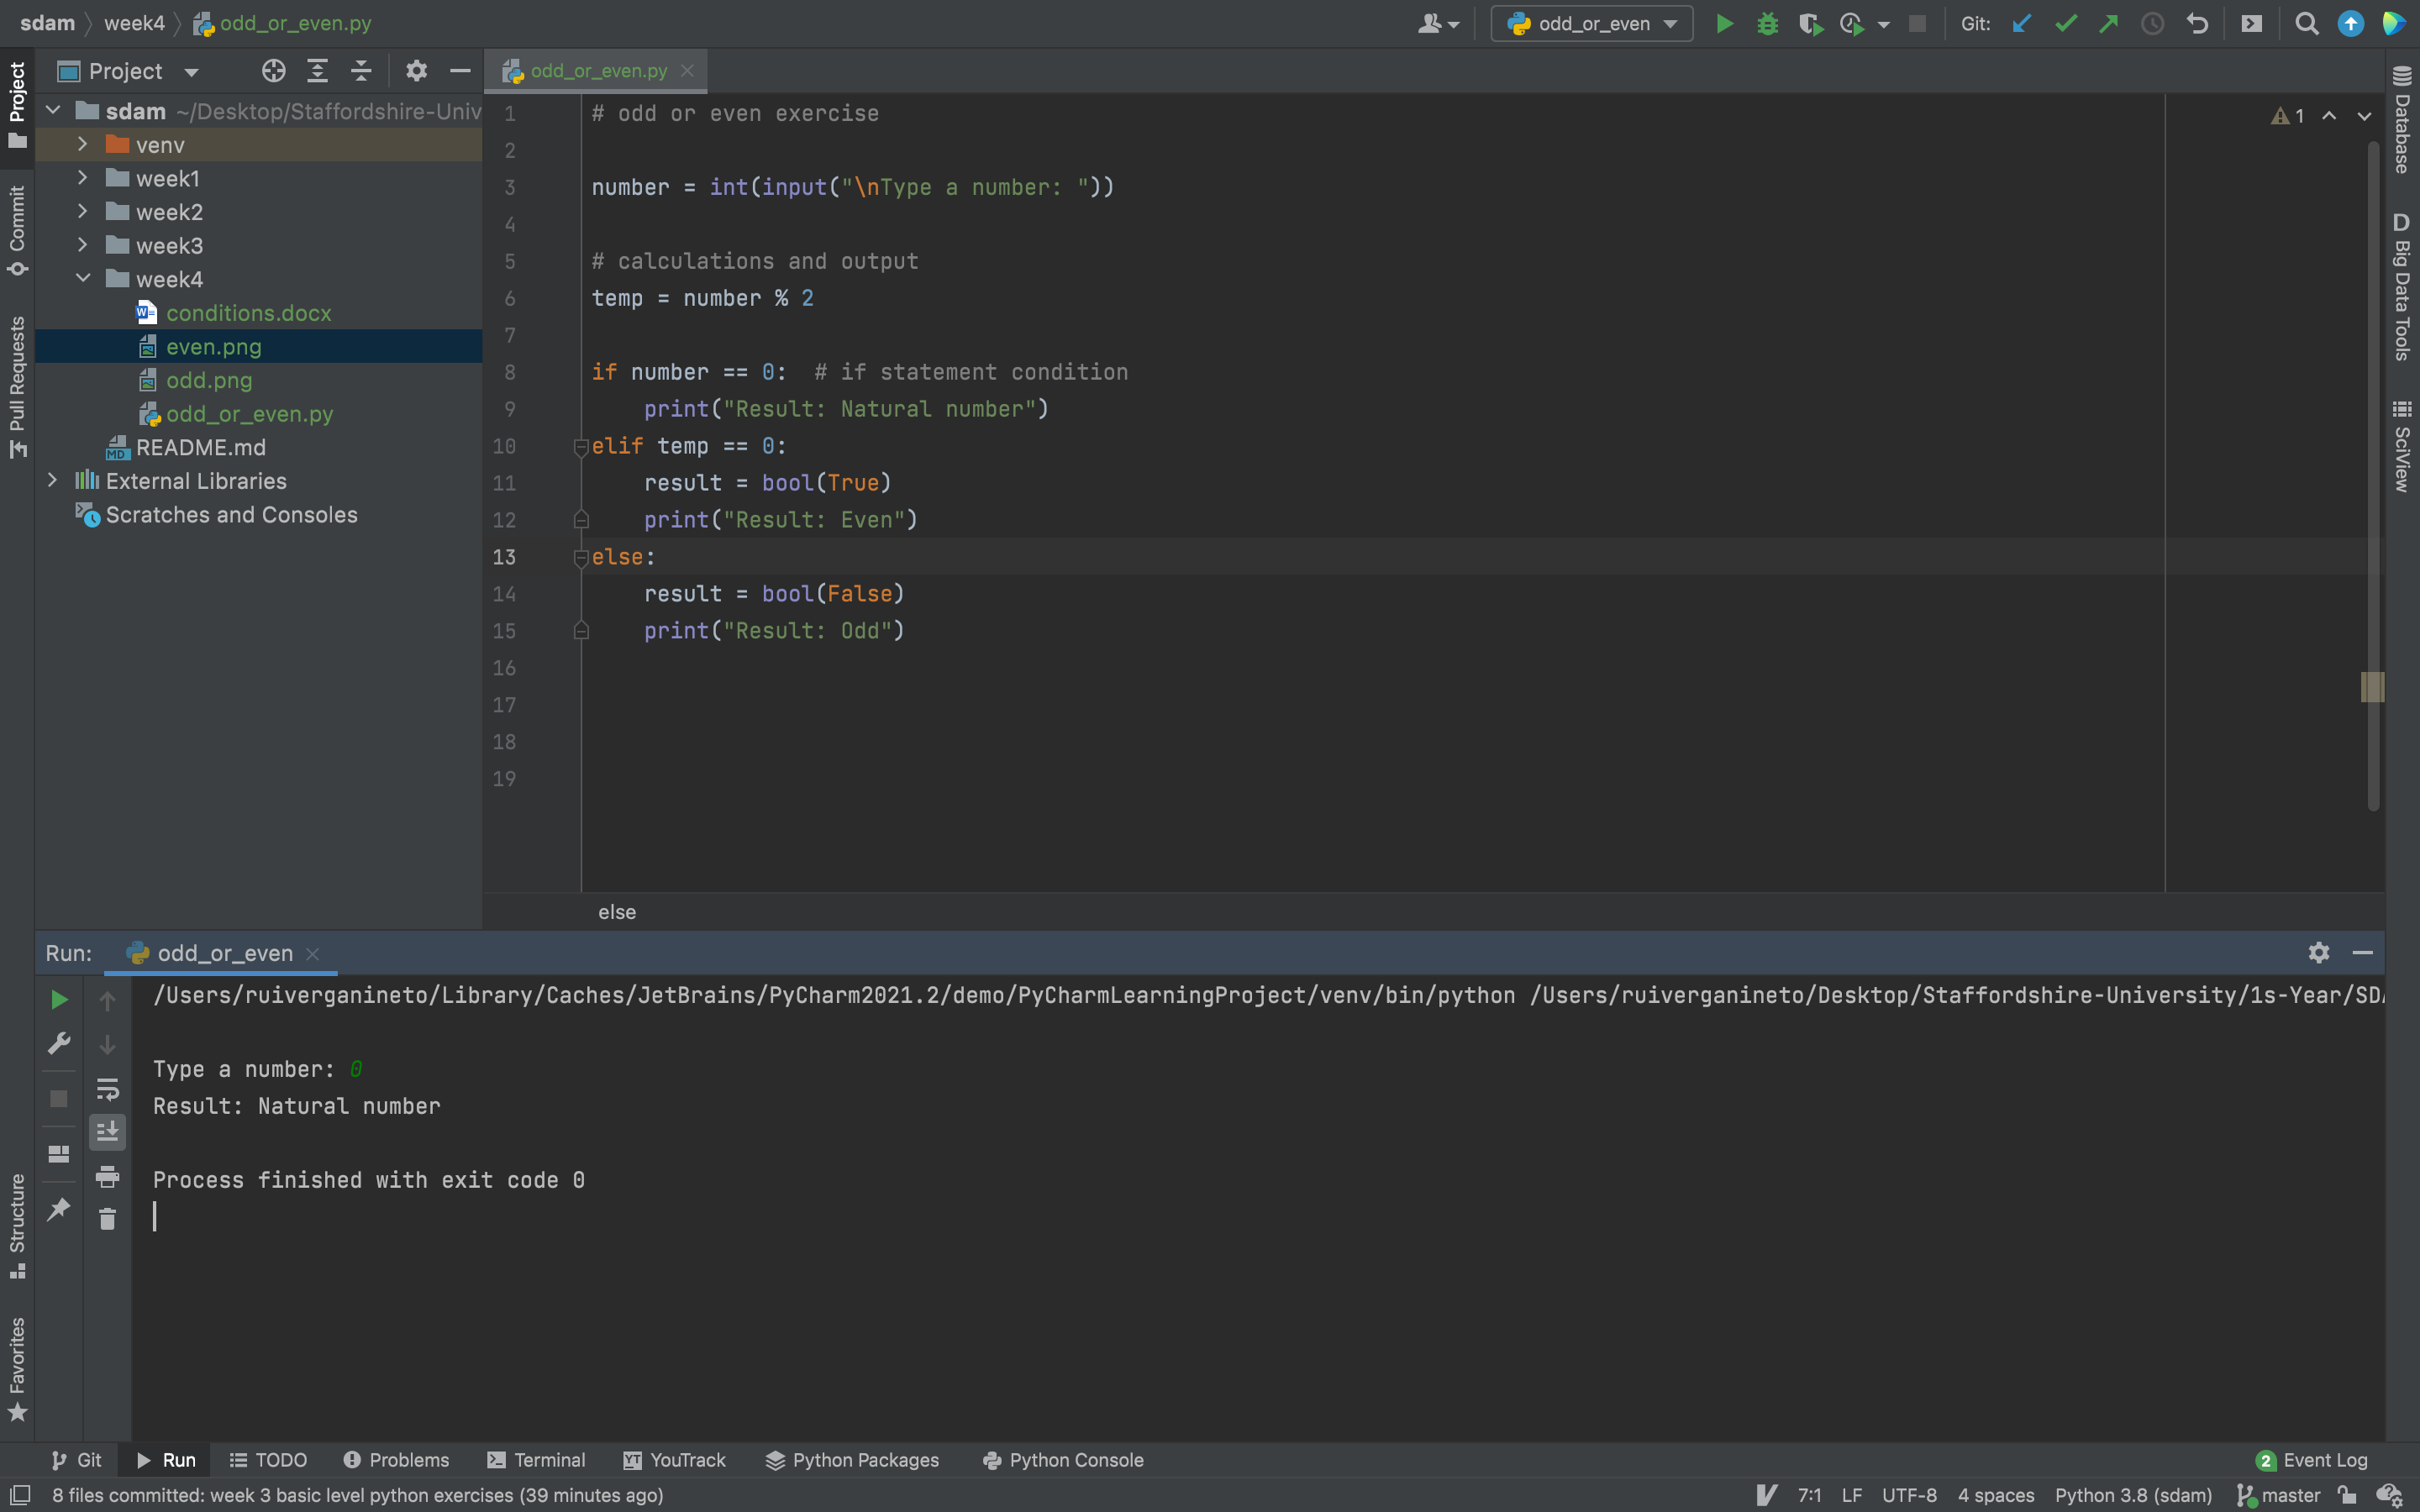 sdam week4 odd_or_even.py
odd_or_even
Git:
Project
odd_or_even.py
sdam ~/Desktop/Staffordshire-Univ
venv
week1
week2
week3
week4
conditions.docx
even.png
odd.png
odd_or_even.py
MD README.md
External Libraries
Scratches and Consoles
Project
Commit
Pull Requests
Structure
Favorites
1 # odd or even exercise
2
3 number = int(input("\nType a number: "))
4
5 # calculations and output
6 temp = number % 2
7
8 if number == 0:  # if statement condition
9     print("Result: Natural number")
10 elif temp == 0:
11     result = bool(True)
12     print("Result: Even")
13 else:
14     result = bool(False)
15     print("Result: Odd")
16
17
18
19
1
else
Database
D Big Data Tools
SciView
Run: odd_or_even
/Users/ruiverganineto/Library/Caches/JetBrains/PyCharm2021.2/demo/PyCharmLearningProject/venv/bin/python /Users/ruiverganineto/Desktop/Staffordshire-University/1s-Year/SDA
Type a number: 0
Result: Natural number
Process finished with exit code 0
Git Run TODO Problems Terminal YT YouTrack Python Packages Python Console 2 Event Log
8 files committed: week 3 basic level python exercises (39 minutes ago) 7:1 LF UTF-8 4 spaces Python 3.8 (sdam) master